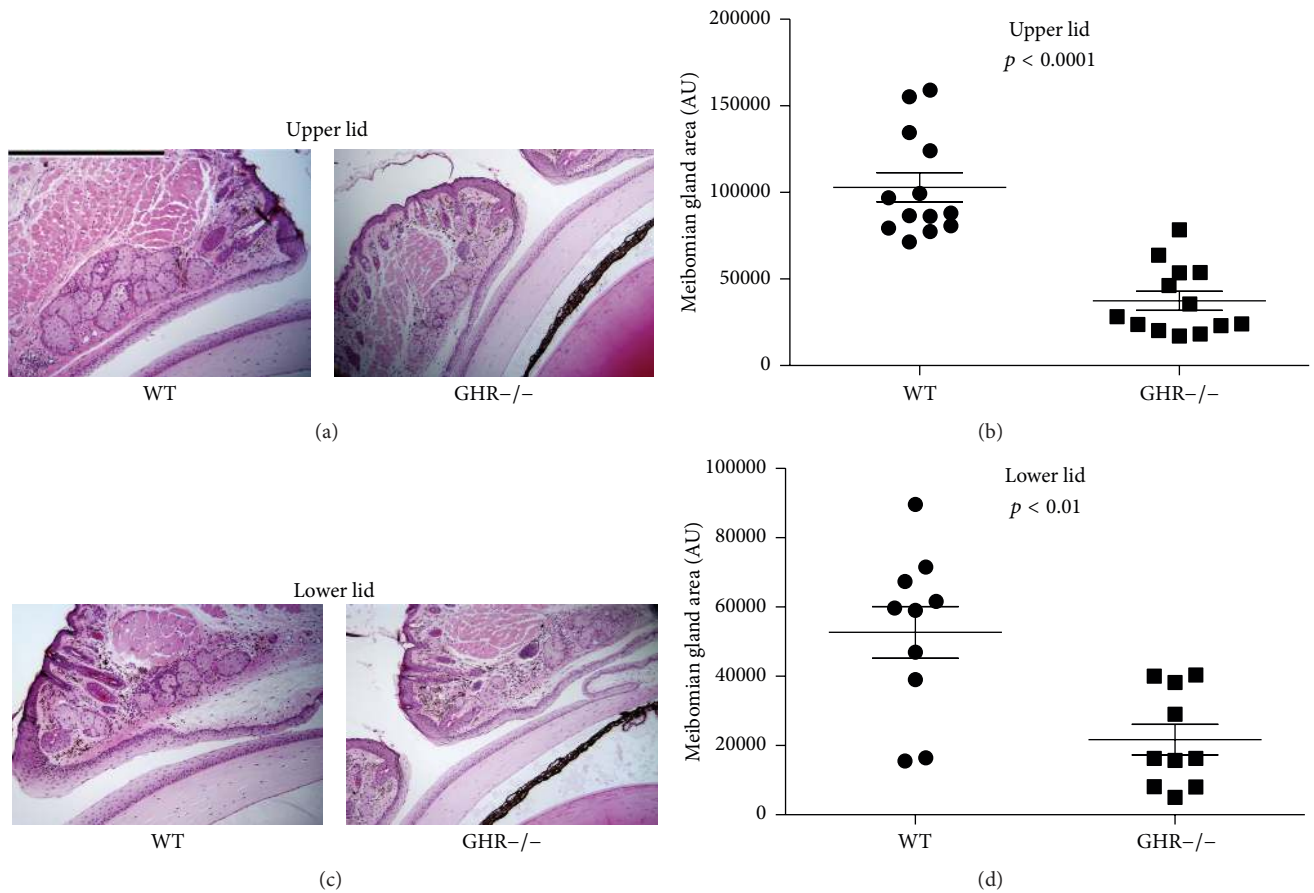 Upper lid
WT
GHR−/−
(a)
200000
150000
100000
50000
0
Meibomian gland area (AU)
Upper lid
p < 0.0001
WT
GHR−/−
(b)
Lower lid
WT
GHR−/−
(c)
100000
80000
60000
40000
20000
0
Meibomian gland area (AU)
Lower lid
p < 0.01
WT
GHR−/−
(d)